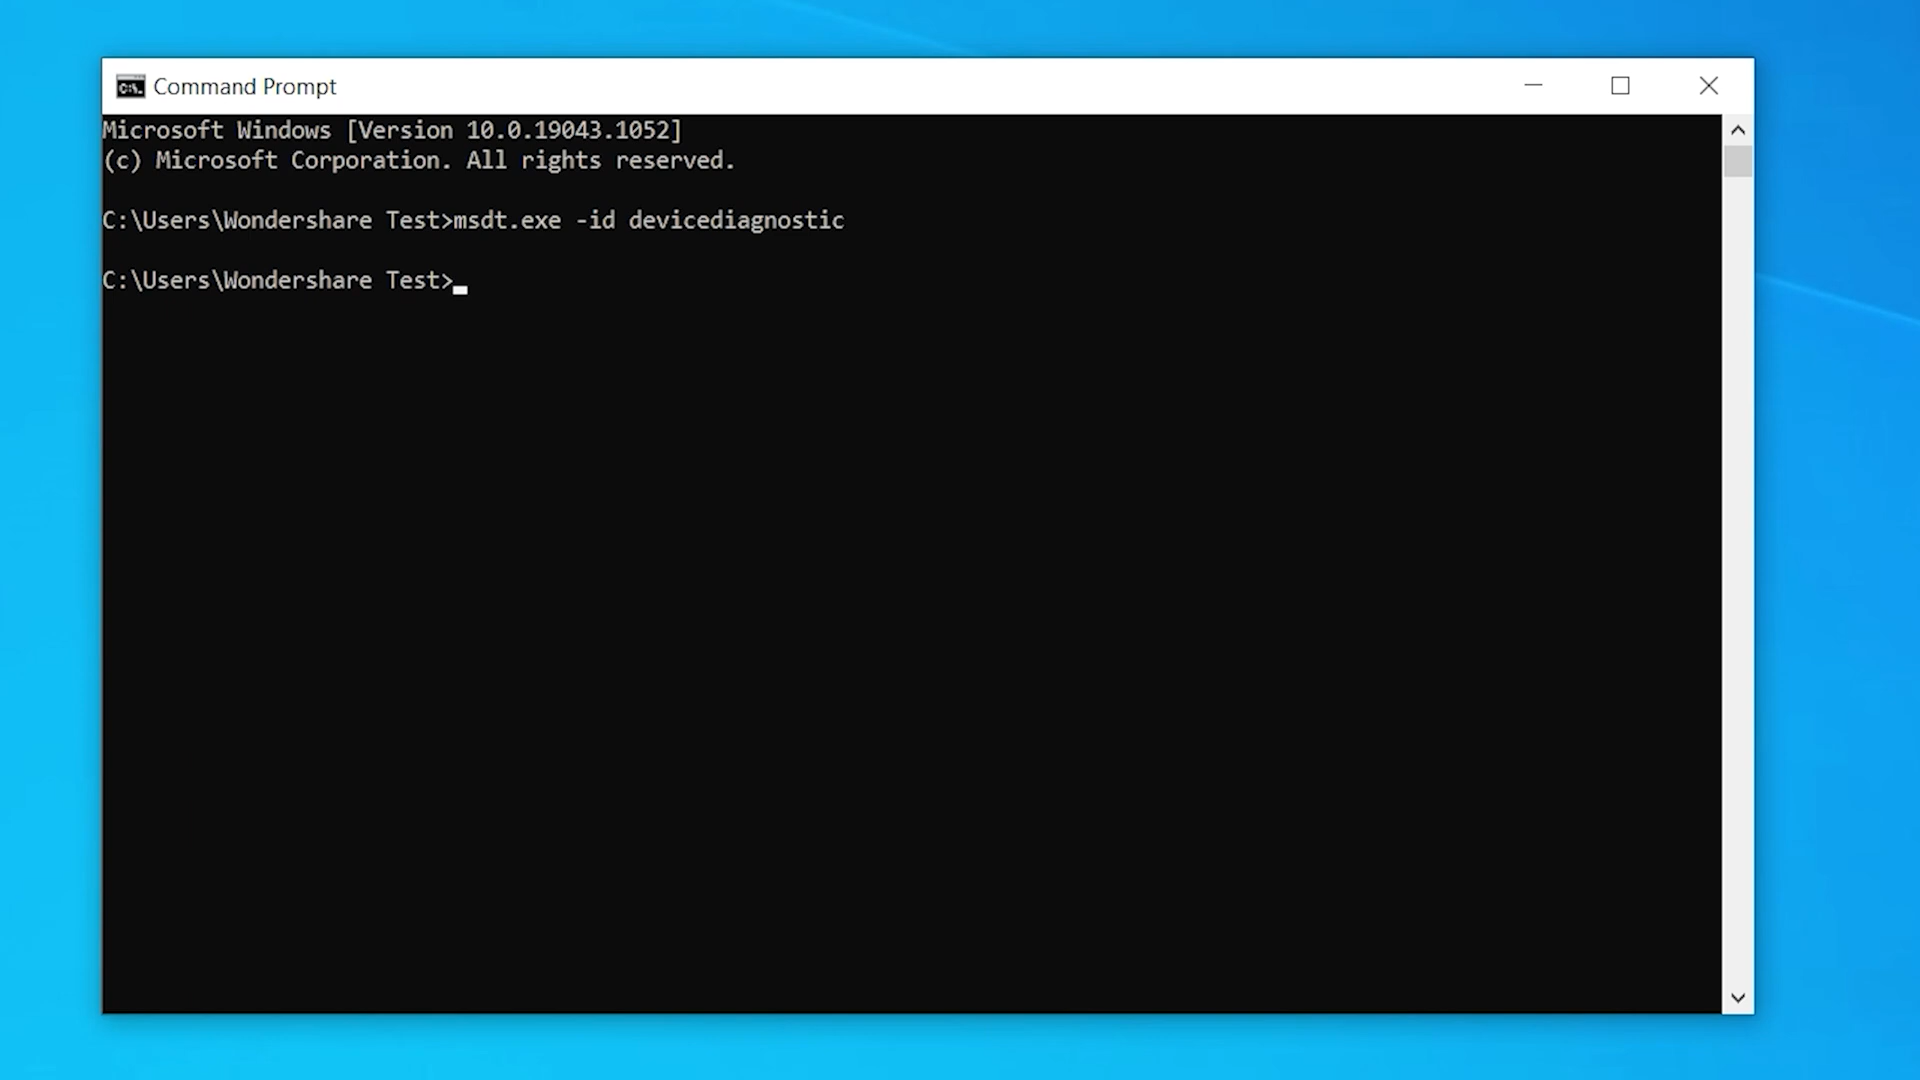 Command Prompt
Microsoft Windows [Version 10.0.19043.1052]
(c) Microsoft Corporation. All rights reserved.
C:\Users\Wondershare Test>msdt.exe -id devicediagnostic
C:\Users\Wondershare Test>